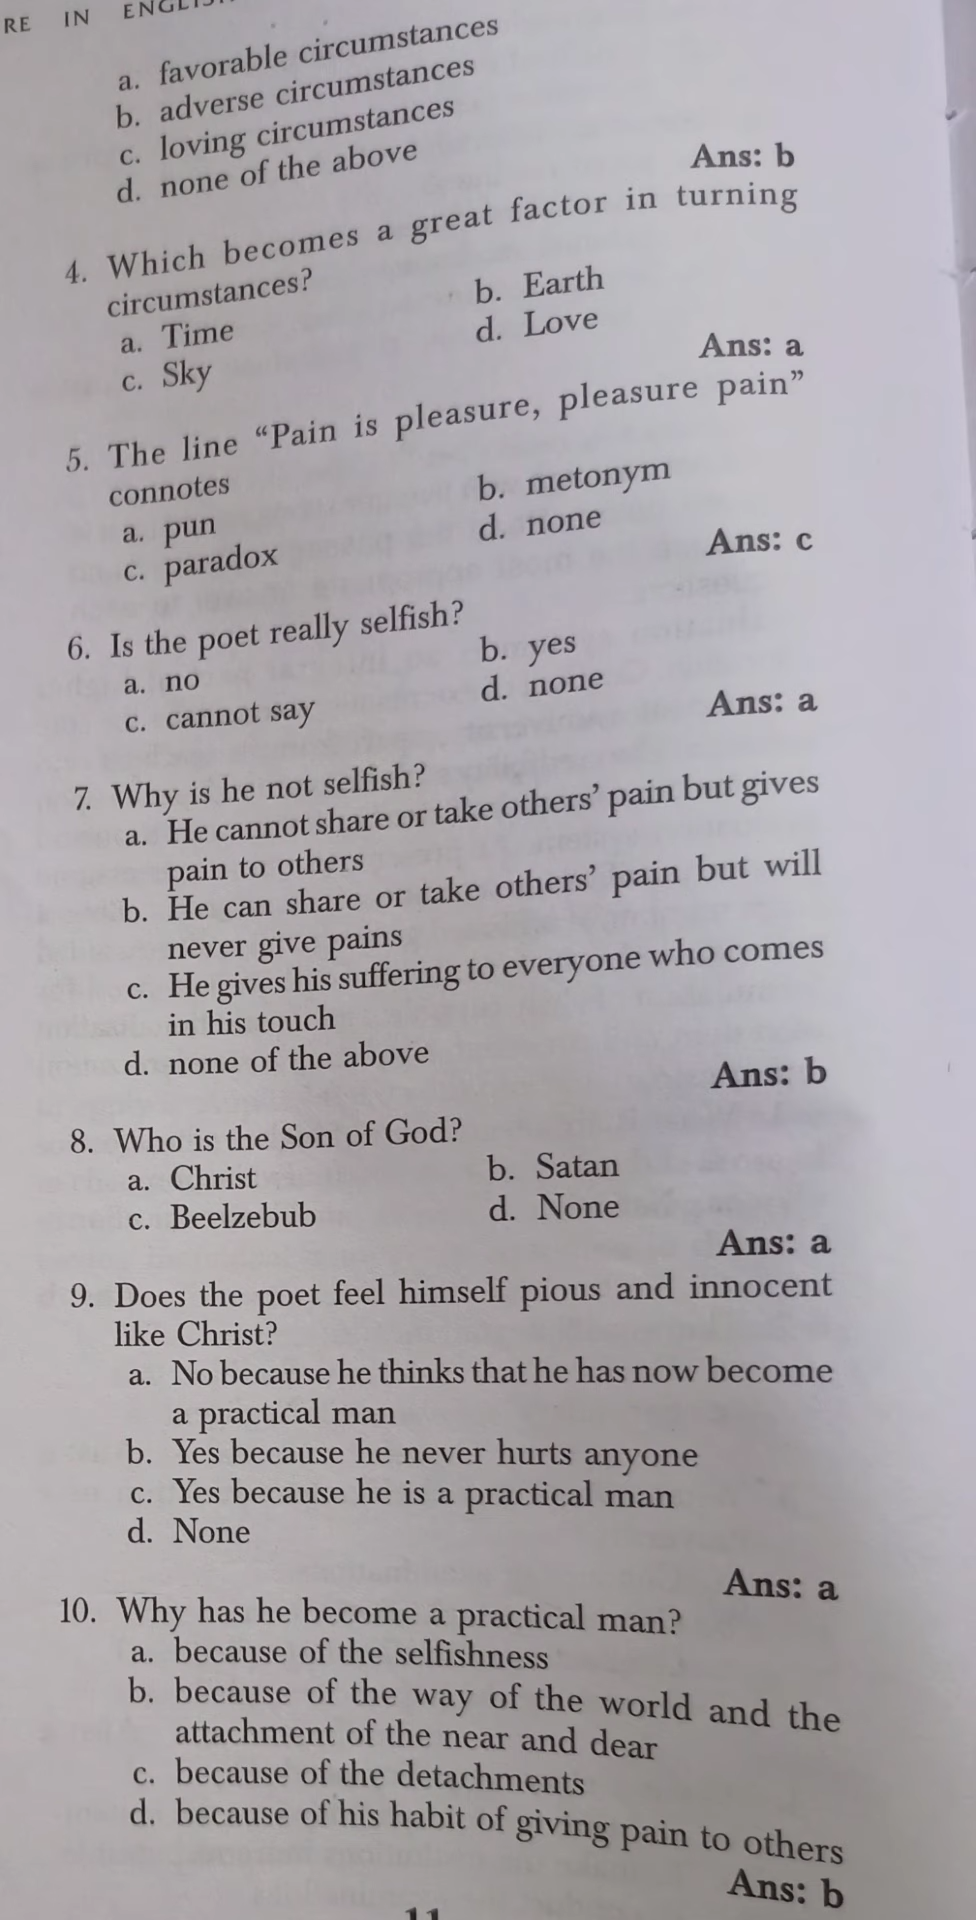 RE IN ENGLIS
a. favorable circumstances
b. adverse circumstances
c. loving circumstances
d. none of the above
Ans: b
4. Which becomes a great factor in turning
circumstances?
a. Time
b. Earth
c. Sky
d. Love
Ans: a
5. The line “Pain is pleasure, pleasure pain”
connotes
a. pun
b. metonym
c. paradox
d. none
Ans: c
6. Is the poet really selfish?
a. no
b. yes
c. cannot say
d. none
Ans: a
7. Why is he not selfish?
a. He cannot share or take others’ pain but gives
pain to others
b. He can share or take others’ pain but will
never give pains
c. He gives his suffering to everyone who comes
in his touch
d. none of the above
Ans: b
8. Who is the Son of God?
a. Christ
b. Satan
c. Beelzebub
d. None
Ans: a
9. Does the poet feel himself pious and innocent
like Christ?
a. No because he thinks that he has now become
a practical man
b. Yes because he never hurts anyone
c. Yes because he is a practical man
d. None
Ans: a
10. Why has he become a practical man?
a. because of the selfishness
b. because of the way of the world and the
attachment of the near and dear
c. because of the detachments
d. because of his habit of giving pain to others
Ans: b